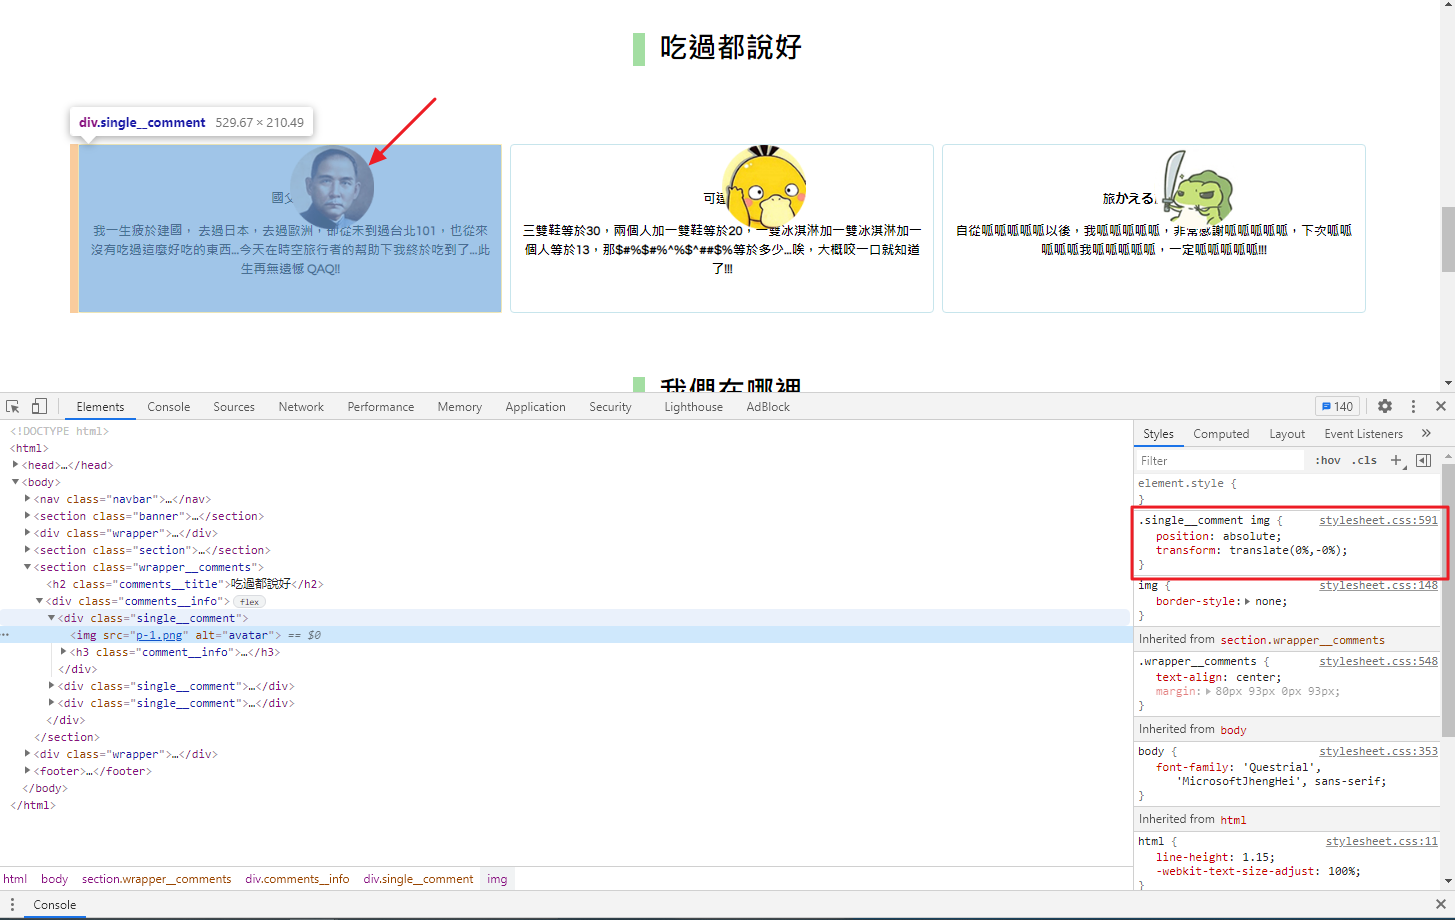 吃過都說好
div.single__comment 529.67 × 210.49
國父
我一生疲於建國， 去過日本，去過歐洲，卻從未到過台北101，也從來
沒有吃過這麼好吃的東西...今天在時空旅行者的幫助下我終於吃到了...此
生再無遺憾 QAQ!!
可達
三雙鞋等於30，兩個人加一雙鞋等於20，一雙冰淇淋加一雙冰淇淋加一
個人等於13，那$#%$#%^%$^##$%等於多少...唉，大概咬一口就知道
了!!!
旅かえる
自從呱呱呱呱呱以後，我呱呱呱呱呱，非常感謝呱呱呱呱呱，下次呱呱
呱呱呱我呱呱呱呱呱，一定呱呱呱呱呱!!!
我們在哪裡
Elements Console Sources Network Performance Memory Application Security Lighthouse AdBlock 140
<!DOCTYPE html>
<html>
<head>…</head>
<body>
<nav class="navbar">…</nav>
<section class="banner">…</section>
<div class="wrapper">…</div>
<section class="section">…</section>
<section class="wrapper__comments">
<h2 class="comments__title">吃過都說好</h2>
<div class="comments__info"> flex
<div class="single__comment">
<img src="p-1.png" alt="avatar"> == $0
<h3 class="comment__info">…</h3>
</div>
<div class="single__comment">…</div>
<div class="single__comment">…</div>
</div>
</section>
<div class="wrapper">…</div>
<footer>…</footer>
</body>
</html>
html body section.wrapper__comments div.comments__info div.single__comment img
Console
Styles Computed Layout Event Listeners »
Filter :hov .cls +
element.style {
}
.single__comment img { stylesheet.css:591
position: absolute;
transform: translate(0%,-0%);
}
img { stylesheet.css:148
border-style: none;
}
Inherited from section.wrapper__comments
.wrapper__comments { stylesheet.css:548
text-align: center;
margin: 80px 93px 0px 93px;
}
Inherited from body
body { stylesheet.css:353
font-family: 'Questrial',
'MicrosoftJhengHei', sans-serif;
}
Inherited from html
html { stylesheet.css:11
line-height: 1.15;
-webkit-text-size-adjust: 100%;
}